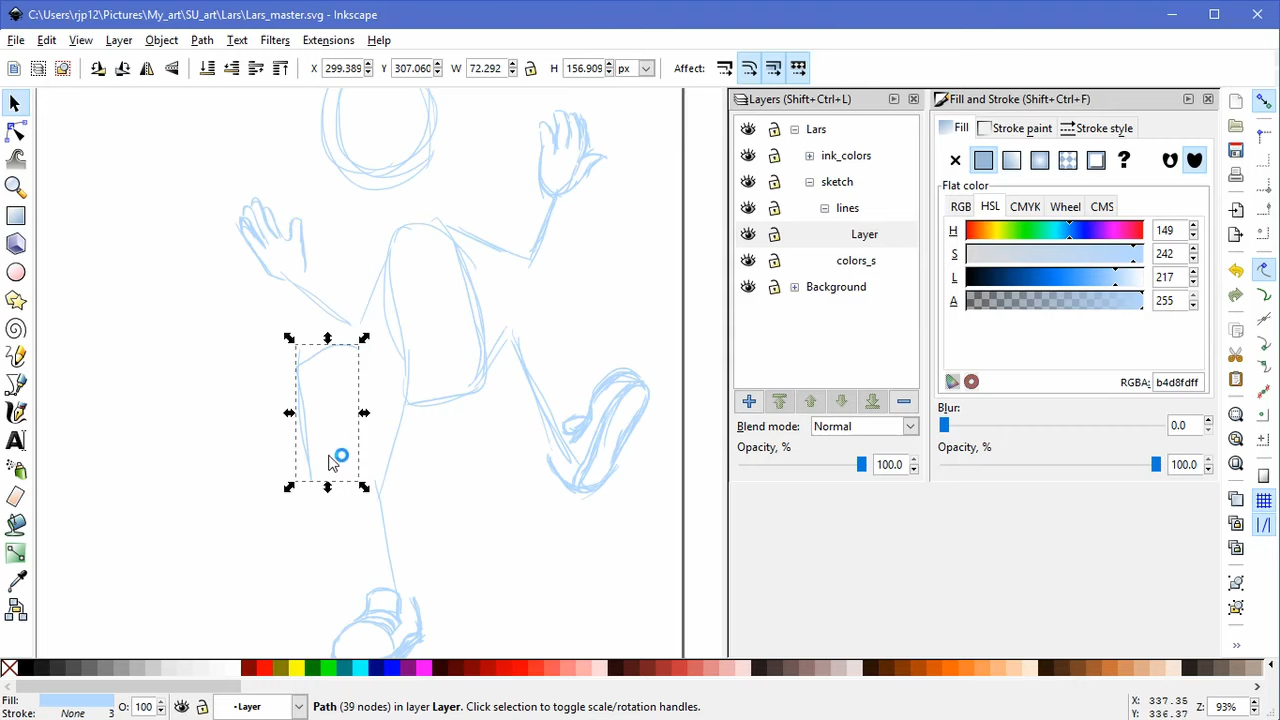 C:\Users\rjp12\Pictures\My_art\SU_art\Lars\Lars_master.svg - Inkscape
File Edit View Layer Object Path Filters Text Extensions Help
X 299.389 Y 307.060 W 72.292 H 156.909 px Affect:
Layers (Shift+Ctrl+L)
Lars
ink_colors
sketch
lines
Layer
colors_s
Background
Blend mode: Normal
Opacity, % 100.0
Fill and Stroke (Shift+Ctrl+F)
Fill Stroke paint Stroke style
?
Flat color
RGB HSL CMYK Wheel CMS
H 149
S 242
L 217
A 255
RGBA: b4d8fdff
Blur:
0.0
Opacity, %
100.0
Fill:
Stroke: None 3
O: 100
Layer
Path (39 nodes) in layer Layer. Click selection to toggle scale/rotation handles.
X: 337.35
Y: 336.37
Z: 93%